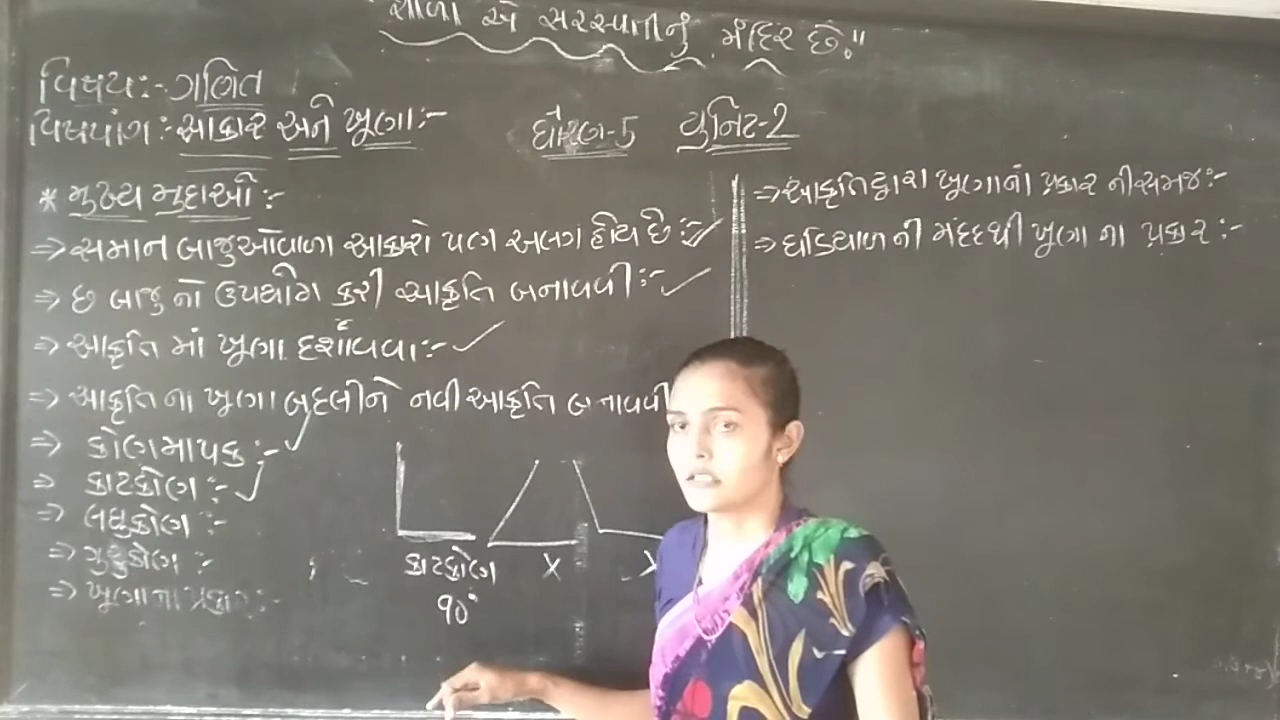 "શાળા એ સરસ્વતીનું મંદિર છે."
વિષય:- ગણિત
વિષયાંગ:- આકાર અને ખૂણા:-
ધોરણ-5 યુનિટ-2
* મુખ્ય મુદાઓ:-
⇒ સમાન બાજુઓવાળા આકારો પણ અલગ હોય છે:- ✓
⇒ છ બાજુ નો ઉપયોગ કરી આકૃતિ બનાવવી:- ✓
⇒ આકૃતિ માં ખૂણા દર્શાવવા:- ✓
⇒ આકૃતિ ના ખૂણા બદલીને નવી આકૃતિ બનાવવી
⇒ કોણમાપક:- ✓
⇒ કાટકોણ:- ✓
⇒ લઘુકોણ:-
⇒ ગુરુકોણ:-
⇒ ખૂણાના પ્રકાર:-
કાટકોણ X X
૧૦°
⇒ આકૃતિ દ્વારા ખૂણાનાં પ્રકાર ની સમજ:-
⇒ ઘડિયાળ ની મદદથી ખૂણા ના પ્રકાર:-